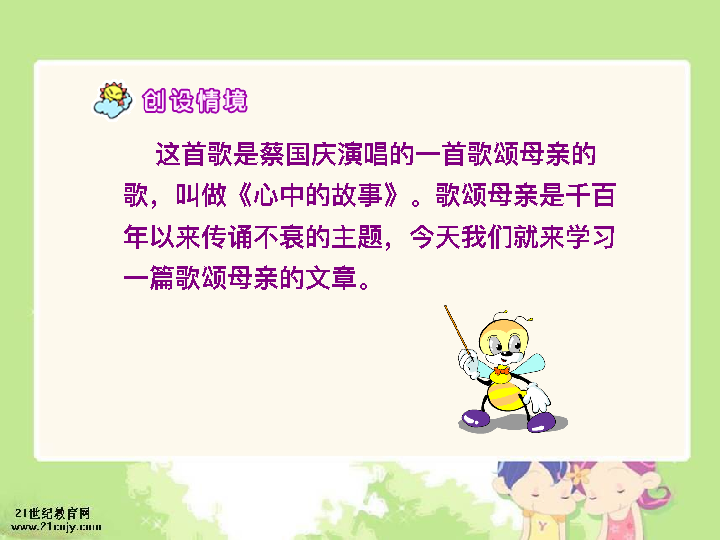 创设情境
这首歌是蔡国庆演唱的一首歌颂母亲的
歌，叫做《心中的故事》。歌颂母亲是千百
年以来传诵不衰的主题，今天我们就来学习
一篇歌颂母亲的文章。
21世纪教育网
www.21cnjy.com